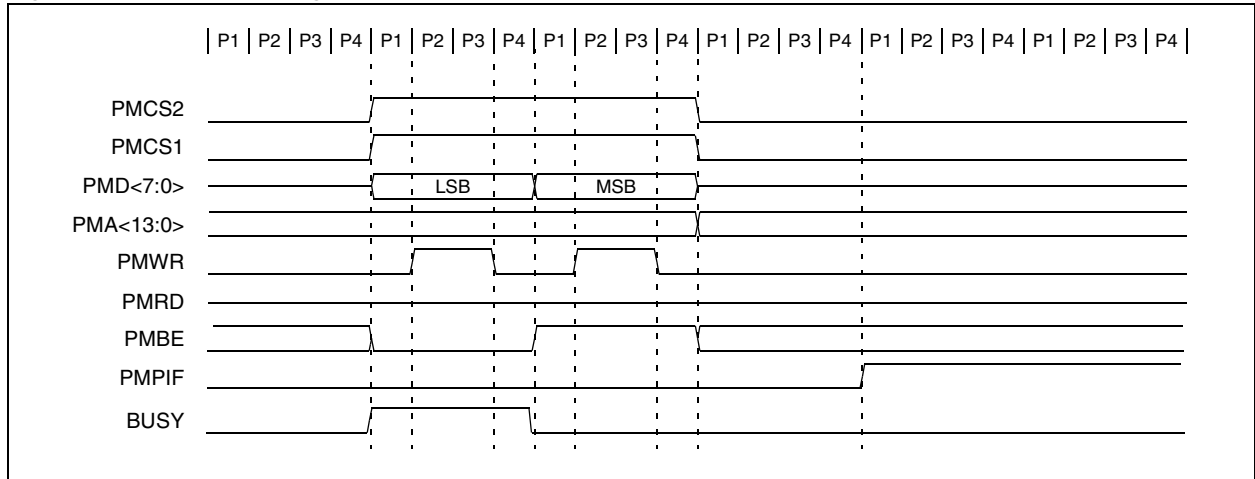 P1 P2 P3 P4 P1 P2 P3 P4 P1 P2 P3 P4 P1 P2 P3 P4 P1 P2 P3 P4 P1 P2 P3 P4
PMCS2
PMCS1
PMD<7:0> LSB MSB
PMA<13:0>
PMWR
PMRD
PMBE
PMPIF
BUSY